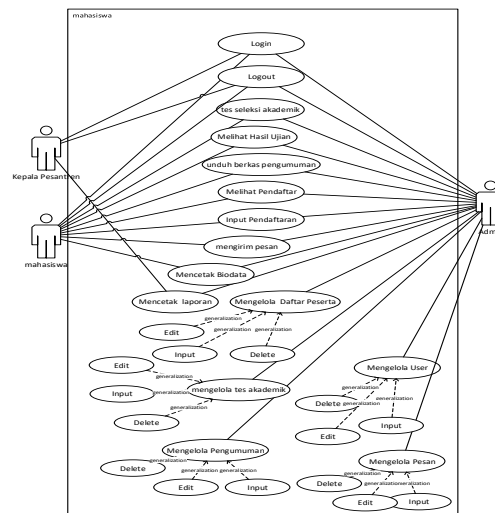 mahasiswa
Login
Logout
tes seleksi akademik
Melihat Hasil Ujian
Kepala Pesantren
unduh berkas pengumuman
Melihat Pendaftar
Input Pendaftaran
Adm
mengirim pesan
mahasiswa
Mencetak Biodata
Mencetak laporan
Mengelola Daftar Peserta
generalization
generalization
generalization
Edit
Input
Delete
Edit
generalization
mengelola tes akademik
Input
generalization
Delete
Mengelola User
generalization
generalization
generalization
Delete
Edit
Input
Mengelola Pengumuman
generalization
generalization
generalization
Delete
Edit
Input
Mengelola Pesan
generalization
generalization
Delete
Edit
Input